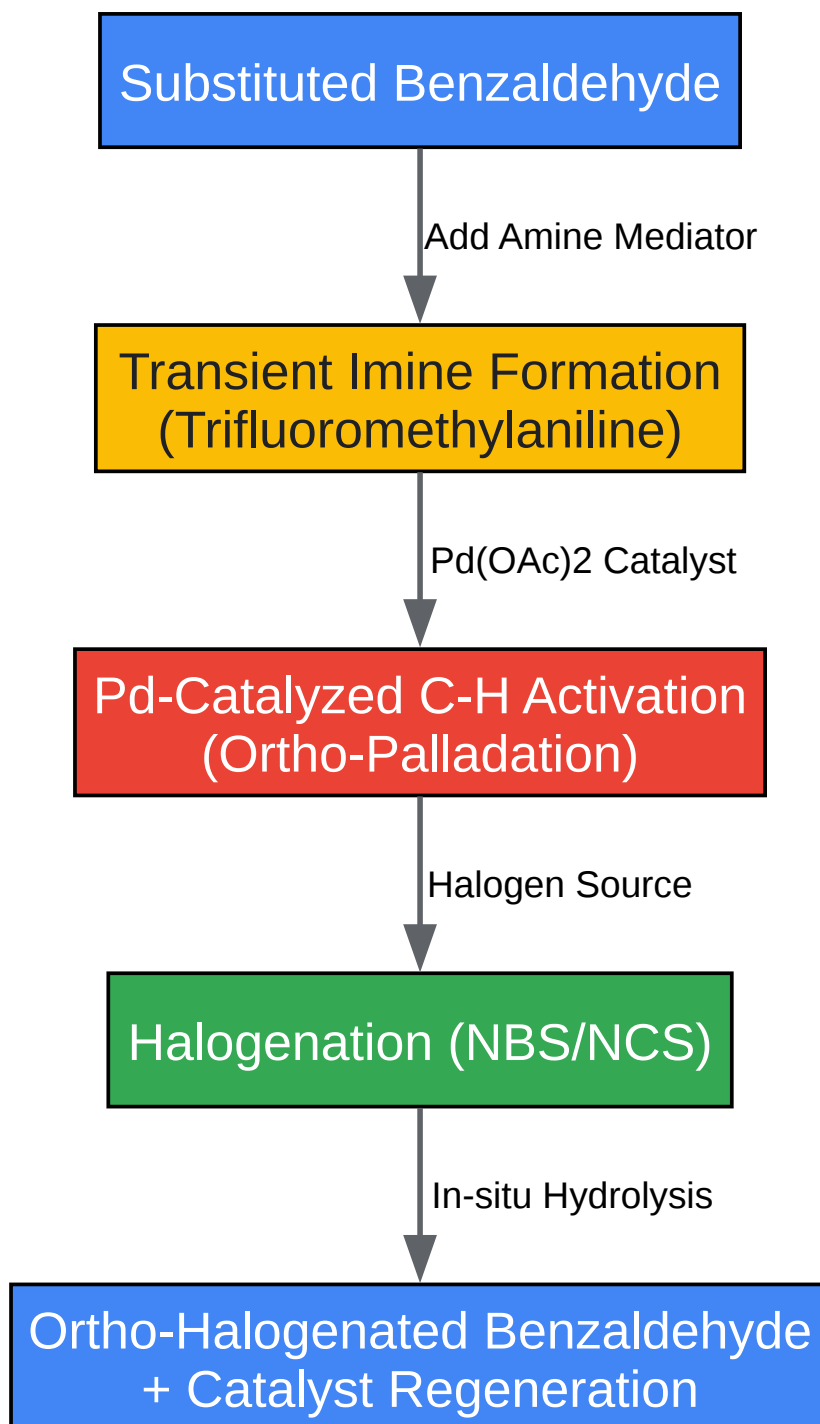 Substituted Benzaldehyde
Add Amine Mediator
Transient Imine Formation
(Trifluoromethylaniline)
Pd(OAc)2 Catalyst
Pd-Catalyzed C-H Activation
(Ortho-Palladation)
Halogen Source
Halogenation (NBS/NCS)
In-situ Hydrolysis
Ortho-Halogenated Benzaldehyde
+ Catalyst Regeneration